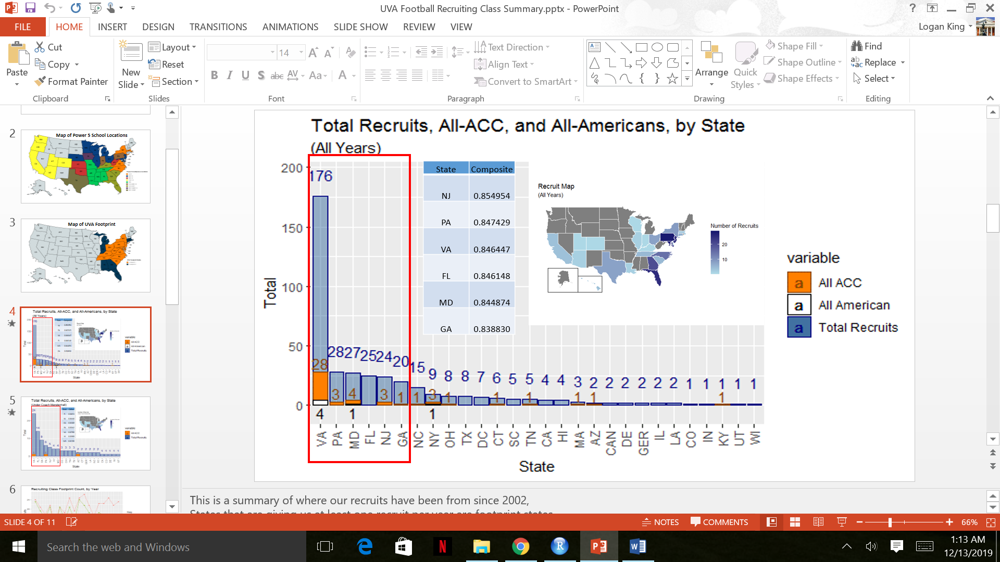 UVA Football Recruiting Class Summary.pptx - PowerPoint
FILE
HOME
INSERT
DESIGN
TRANSITIONS
ANIMATIONS
SLIDE SHOW
REVIEW
VIEW
Logan King
Paste
Cut
Copy
Format Painter
Clipboard
New
Slide
Layout
Reset
Section
Slides
14
Font
Text Direction
Align Text
Convert to SmartArt
Paragraph
Arrange
Quick
Styles
Shape Fill
Shape Outline
Shape Effects
Drawing
Find
Replace
Select
Editing
2
Map of Power 5 School Locations
3
Map of UVA Footprint
4
Total Recruits, All-ACC, and All-Americans, by State
(All Years)
5
Total Recruits, All-ACC, and All-Americans, by State
(Under Coach Mendenhall)
6
Recruiting Class Footprint Count, by Year
Total Recruits, All-ACC, and All-Americans, by State
(All Years)
Total
200
150
100
50
0
176
28
4
28 27 25 24 20 15 9 8 8 7 6 5 5 4 4 3 2 2 2 2 2 2 1 1 1 1 1
3 4 3 1 1 3 1 1 1 1 1 1
1 1
VA PA MD FL NJ GA NC NY OH TX DC CT SC TN CA HI MA AZ CAN DE GER IL LA CO IN KY UT WI
State
State Composite
NJ 0.854954
PA 0.847429
VA 0.846447
FL 0.846148
MD 0.844874
GA 0.838830
Recruit Map
(All Years)
Number of Recruits
20
10
variable
a All ACC
a All American
a Total Recruits
This is a summary of where our recruits have been from since 2002,
States that are giving us at least one recruit per year are footprint states
SLIDE 4 OF 11
NOTES
COMMENTS
66%
Search the web and Windows
1:13 AM
12/13/2019